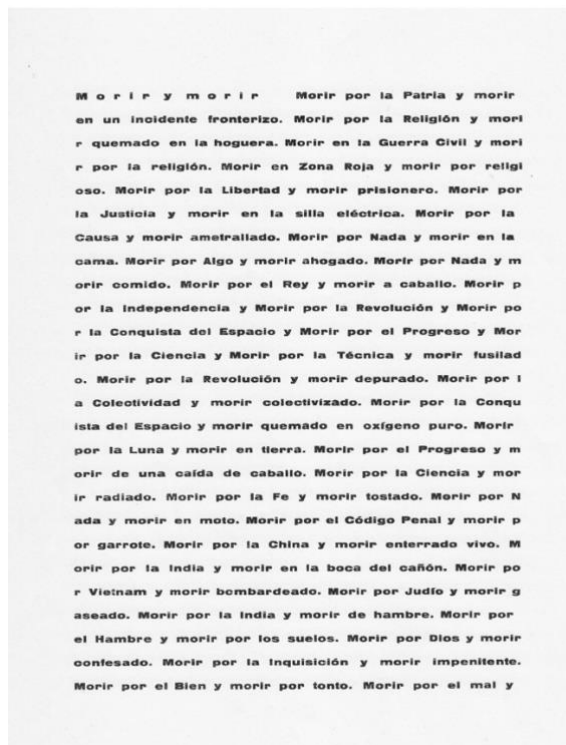 M o r i r y m o r i r Morir por la Patria y morir
en un incidente fronterizo. Morir por la Religión y mori
r quemado en la hoguera. Morir en la Guerra Civil y mori
r por la religión. Morir en Zona Roja y morir por religi
oso. Morir por la Libertad y morir prisionero. Morir por
la Justicia y morir en la silla eléctrica. Morir por la
Causa y morir ametrallado. Morir por Nada y morir en la
cama. Morir por Algo y morir ahogado. Morir por Nada y m
orir comido. Morir por el Rey y morir a caballo. Morir p
or la Independencia y Morir por la Revolución y Morir po
r la Conquista del Espacio y Morir por el Progreso y Mor
ir por la Ciencia y Morir por la Técnica y morir fusilad
o. Morir por la Revolución y morir depurado. Morir por l
a Colectividad y morir colectivizado. Morir por la Conqu
ista del Espacio y morir quemado en oxígeno puro. Morir
por la Luna y morir en tierra. Morir por el Progreso y m
orir de una caída de caballo. Morir por la Ciencia y mor
ir radiado. Morir por la Fe y morir tostado. Morir por N
ada y morir en moto. Morir por el Código Penal y morir p
or garrote. Morir por la China y morir enterrado vivo. M
orir por la India y morir en la boca del cañón. Morir po
r Vietnam y morir bombardeado. Morir por Judío y morir g
aseado. Morir por la India y morir de hambre. Morir por
el Hambre y morir por los suelos. Morir por Dios y morir
confesado. Morir por la Inquisición y morir impenitente.
Morir por el Bien y morir por tonto. Morir por el mal y